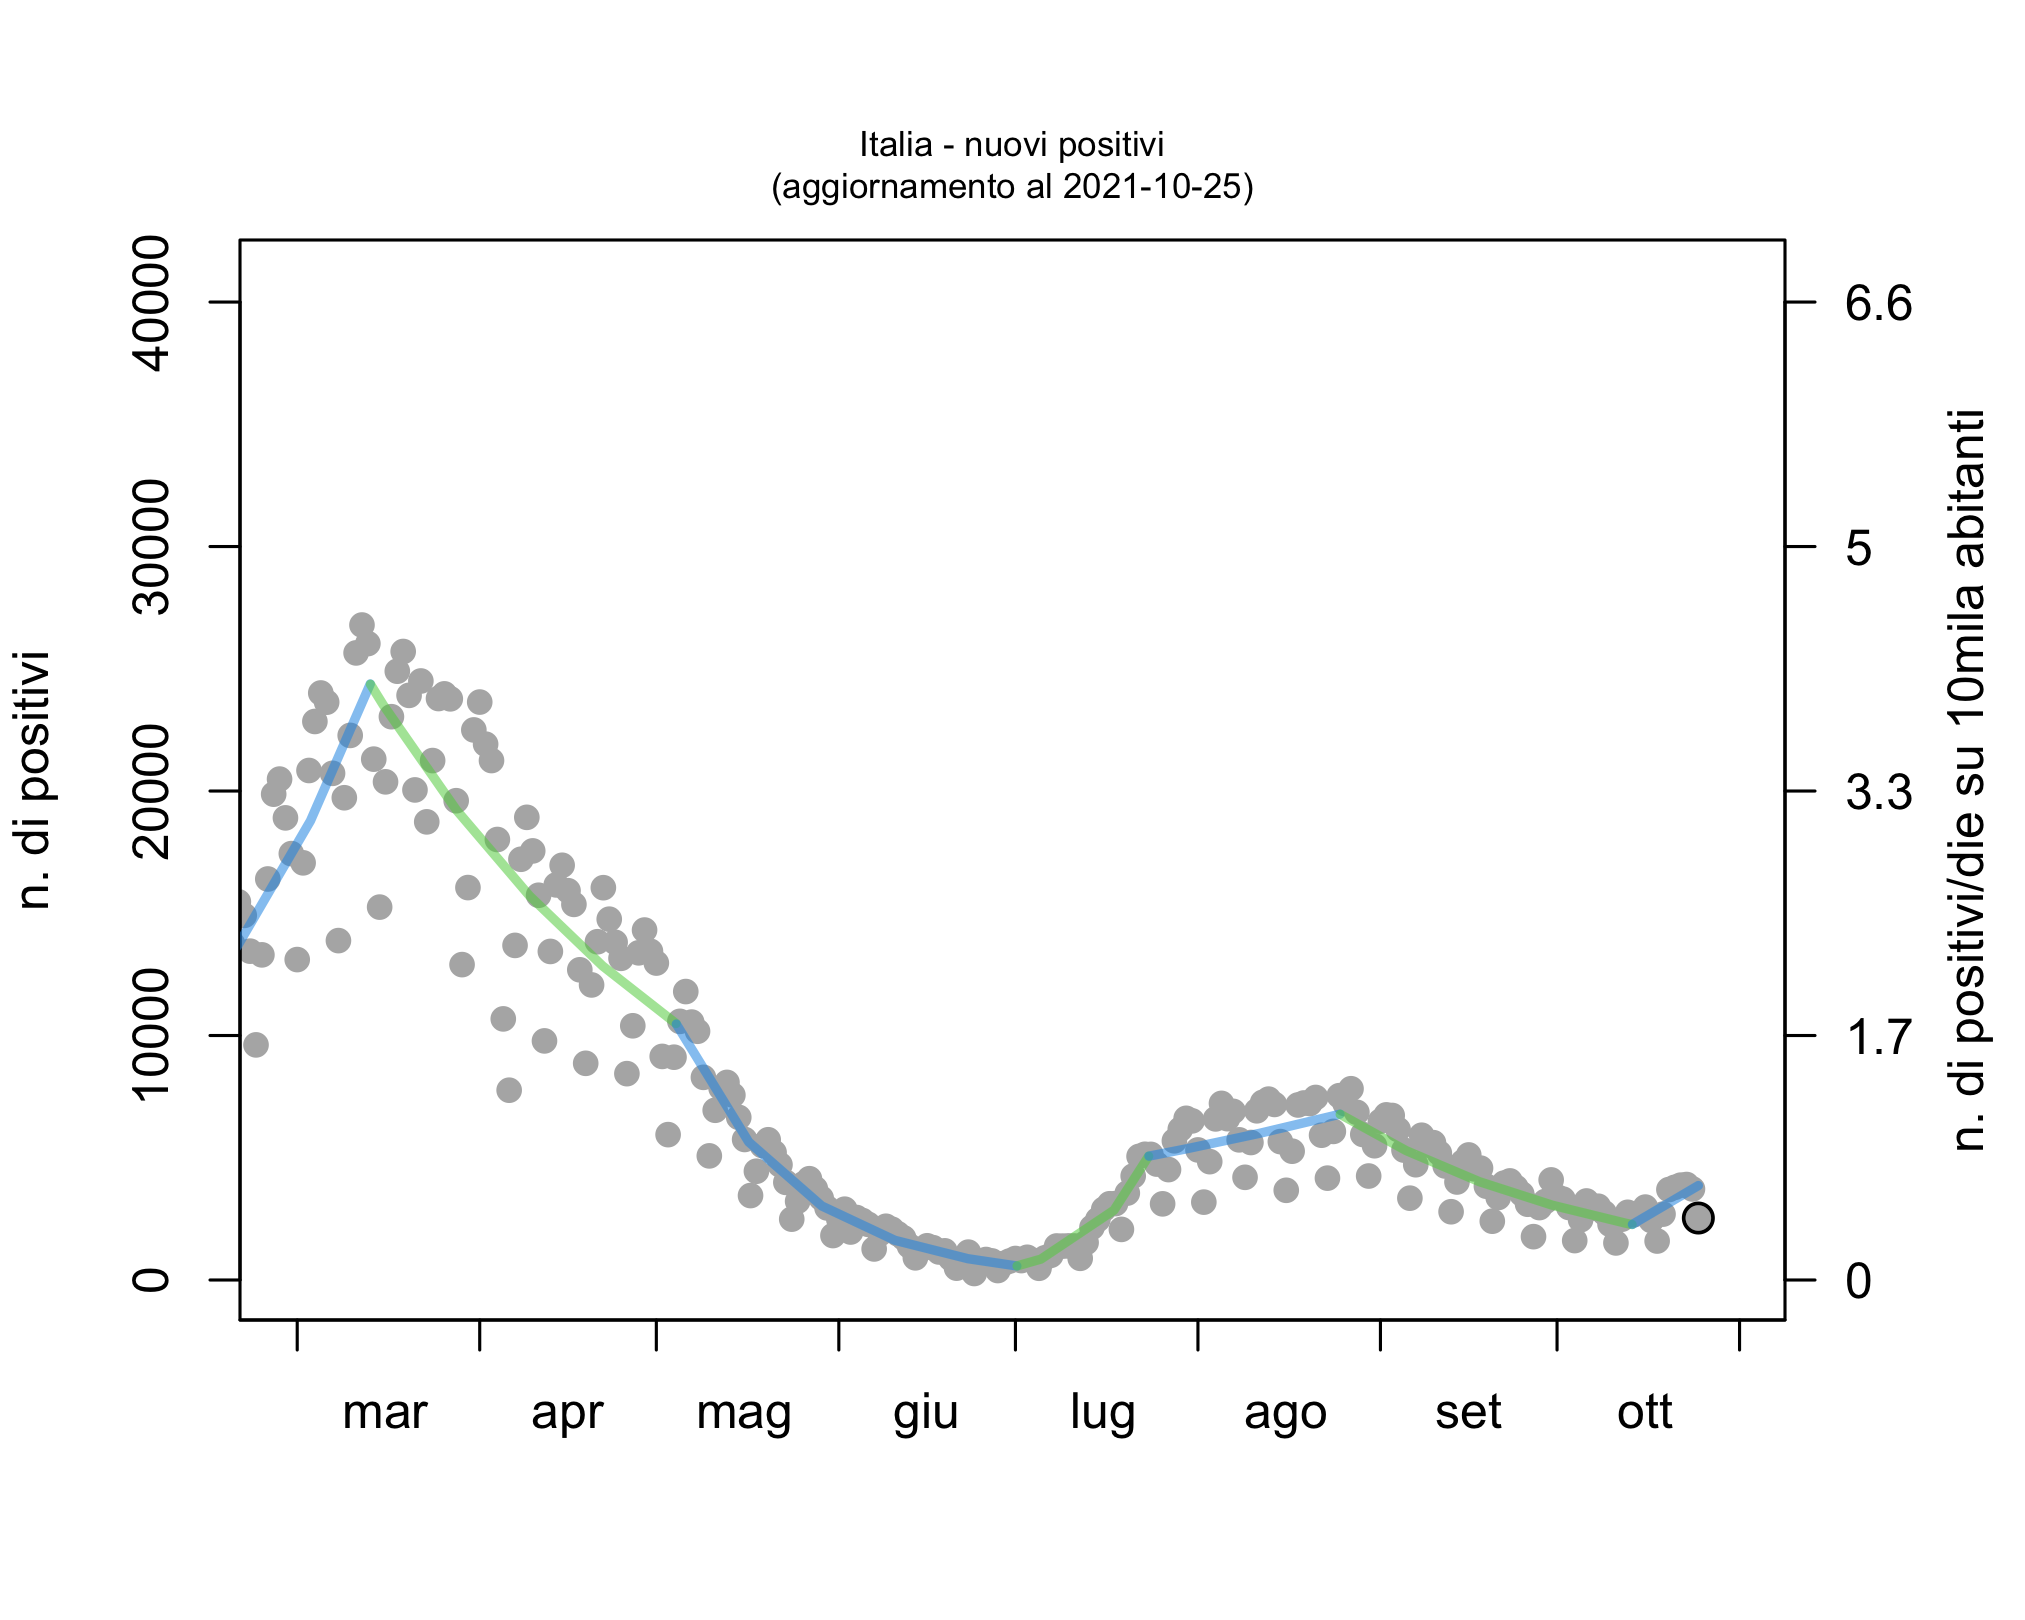 Italia - nuovi positivi
(aggiornamento al 2021-10-25)
n. di positivi
40000
30000
20000
10000
0
6.6
5
3.3
1.7
0
n. di positivi/die su 10mila abitanti
mar apr mag giu lug ago set ott